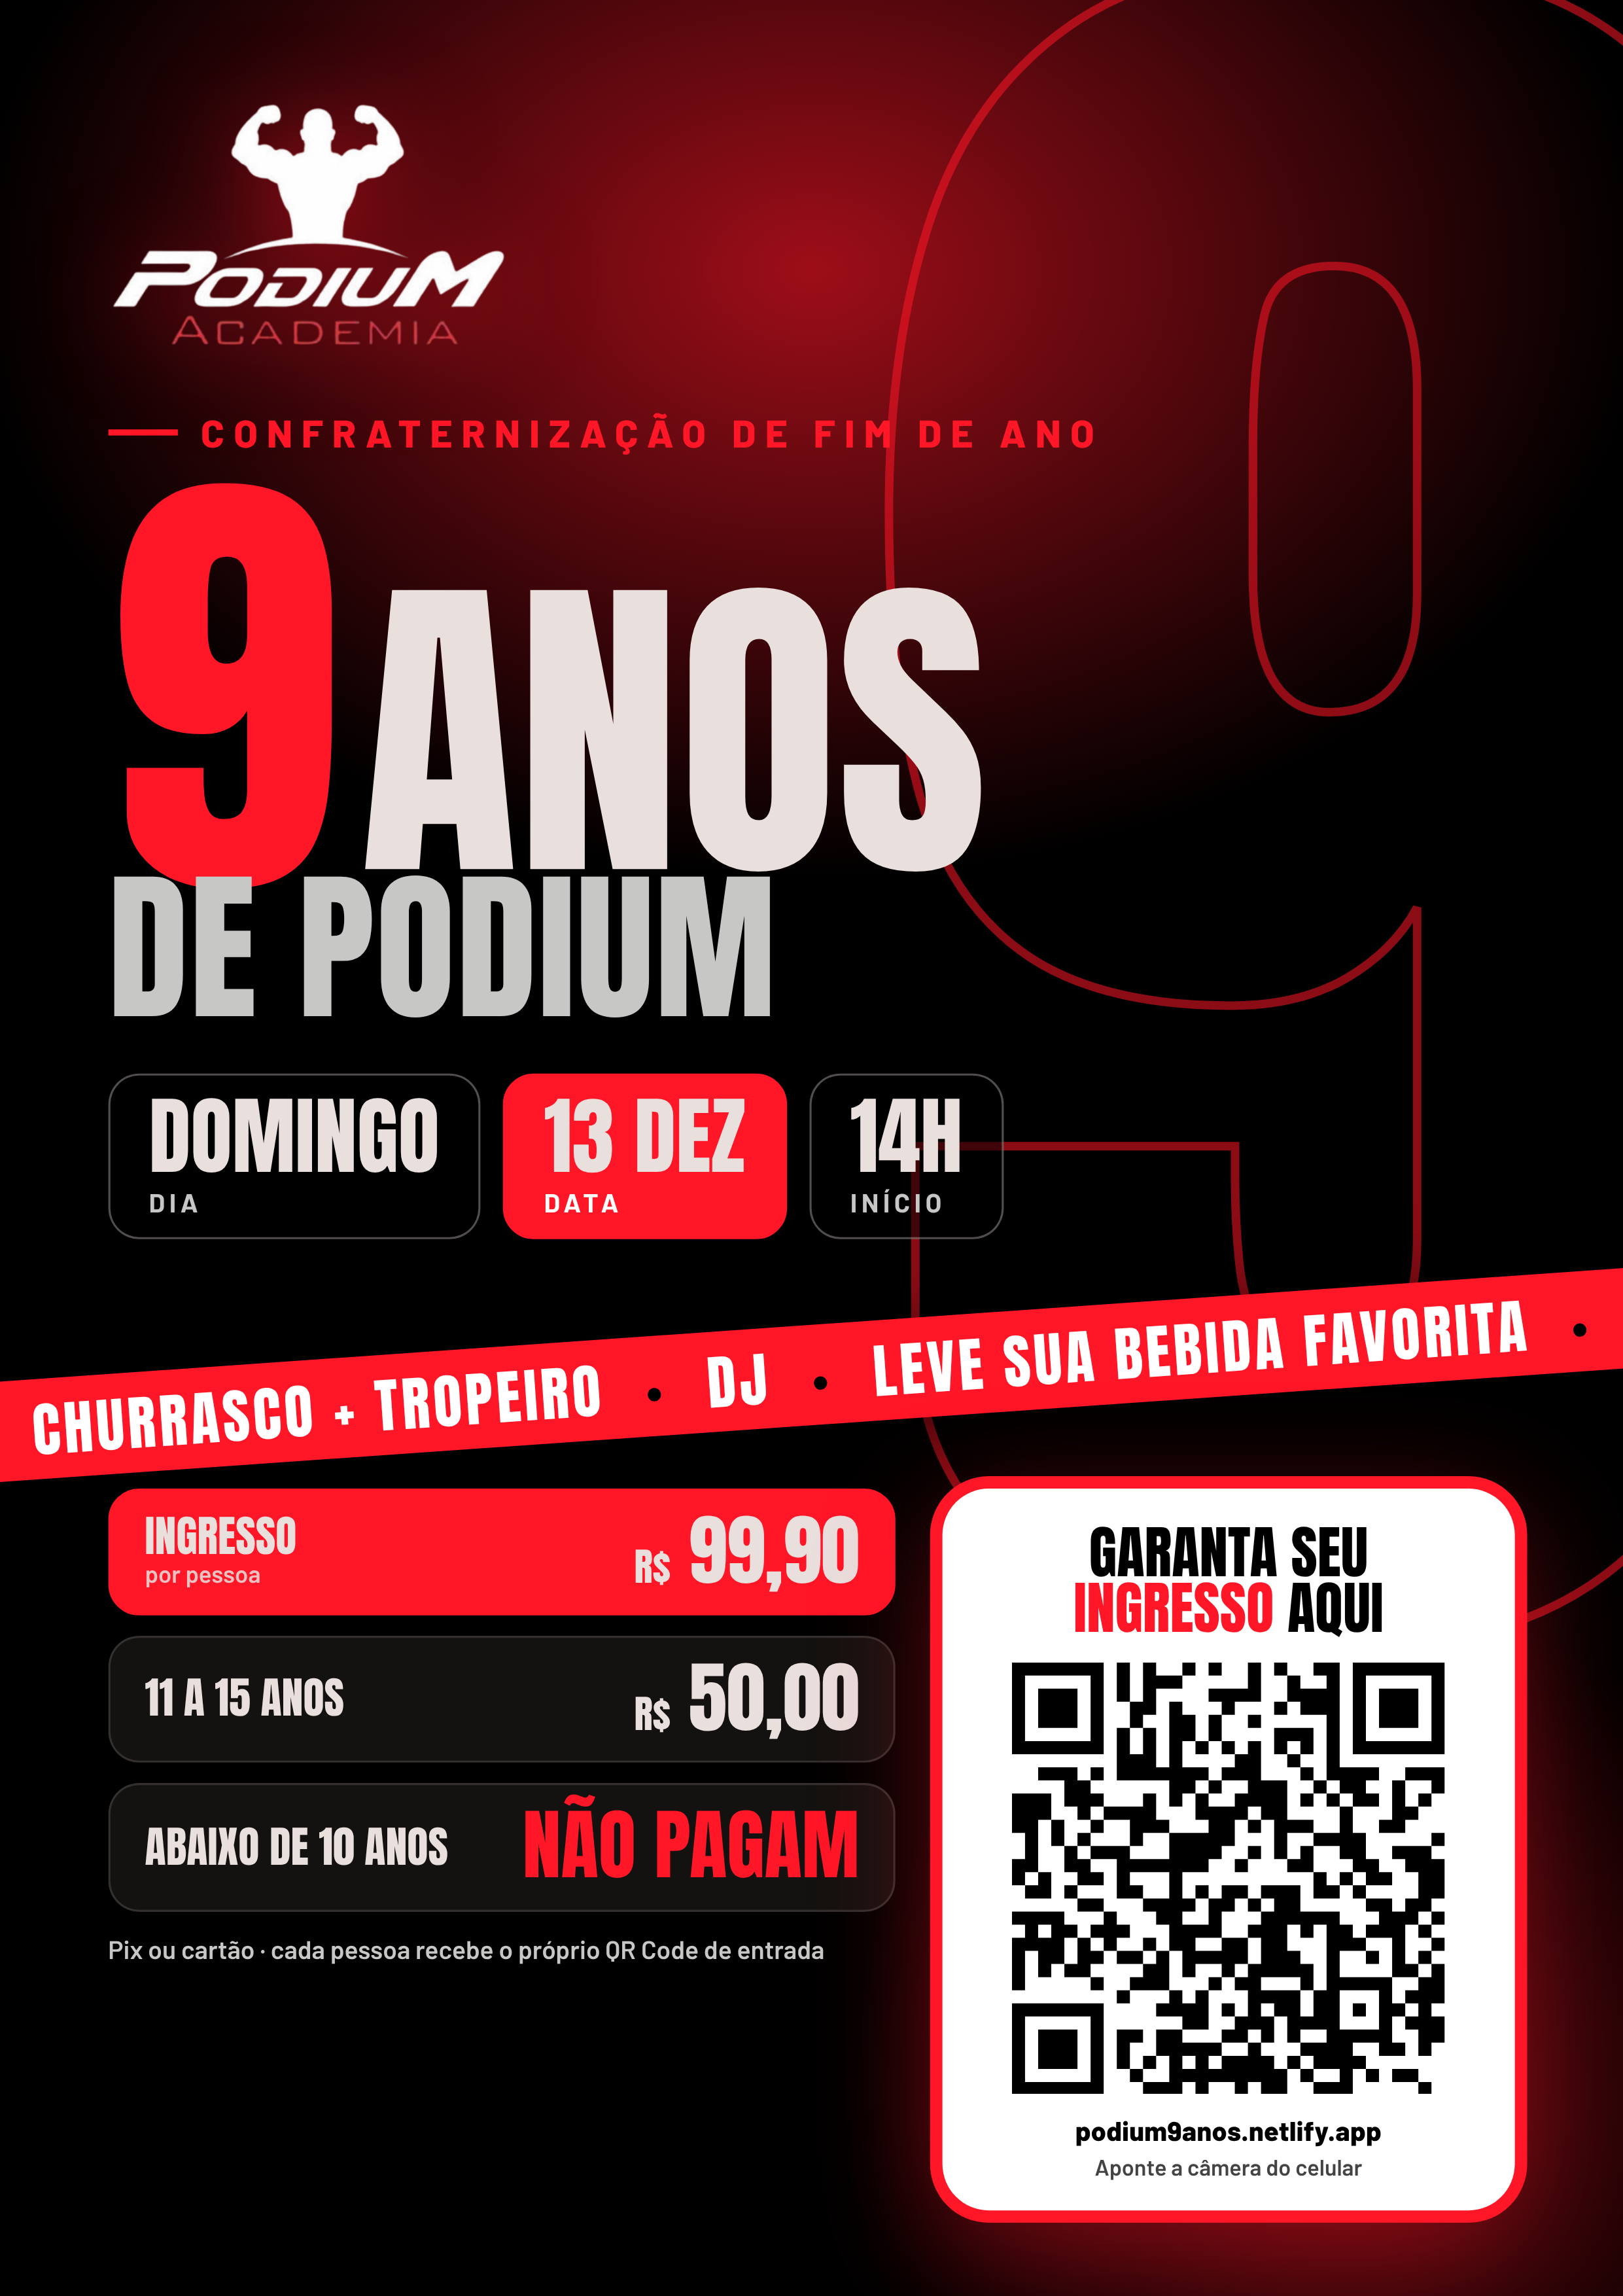 PODIUM
ACADEMIA
CONFRATERNIZAÇÃO DE FIM DE ANO
9 ANOS
DE PODIUM
DOMINGO
DIA
13 DEZ
DATA
14H
INÍCIO
CHURRASCO + TROPEIRO • DJ • LEVE SUA BEBIDA FAVORITA •
INGRESSO
por pessoa
R$ 99,90
11 A 15 ANOS
R$ 50,00
ABAIXO DE 10 ANOS
NÃO PAGAM
Pix ou cartão · cada pessoa recebe o próprio QR Code de entrada
GARANTA SEU
INGRESSO AQUI
podium9anos.netlify.app
Aponte a câmera do celular